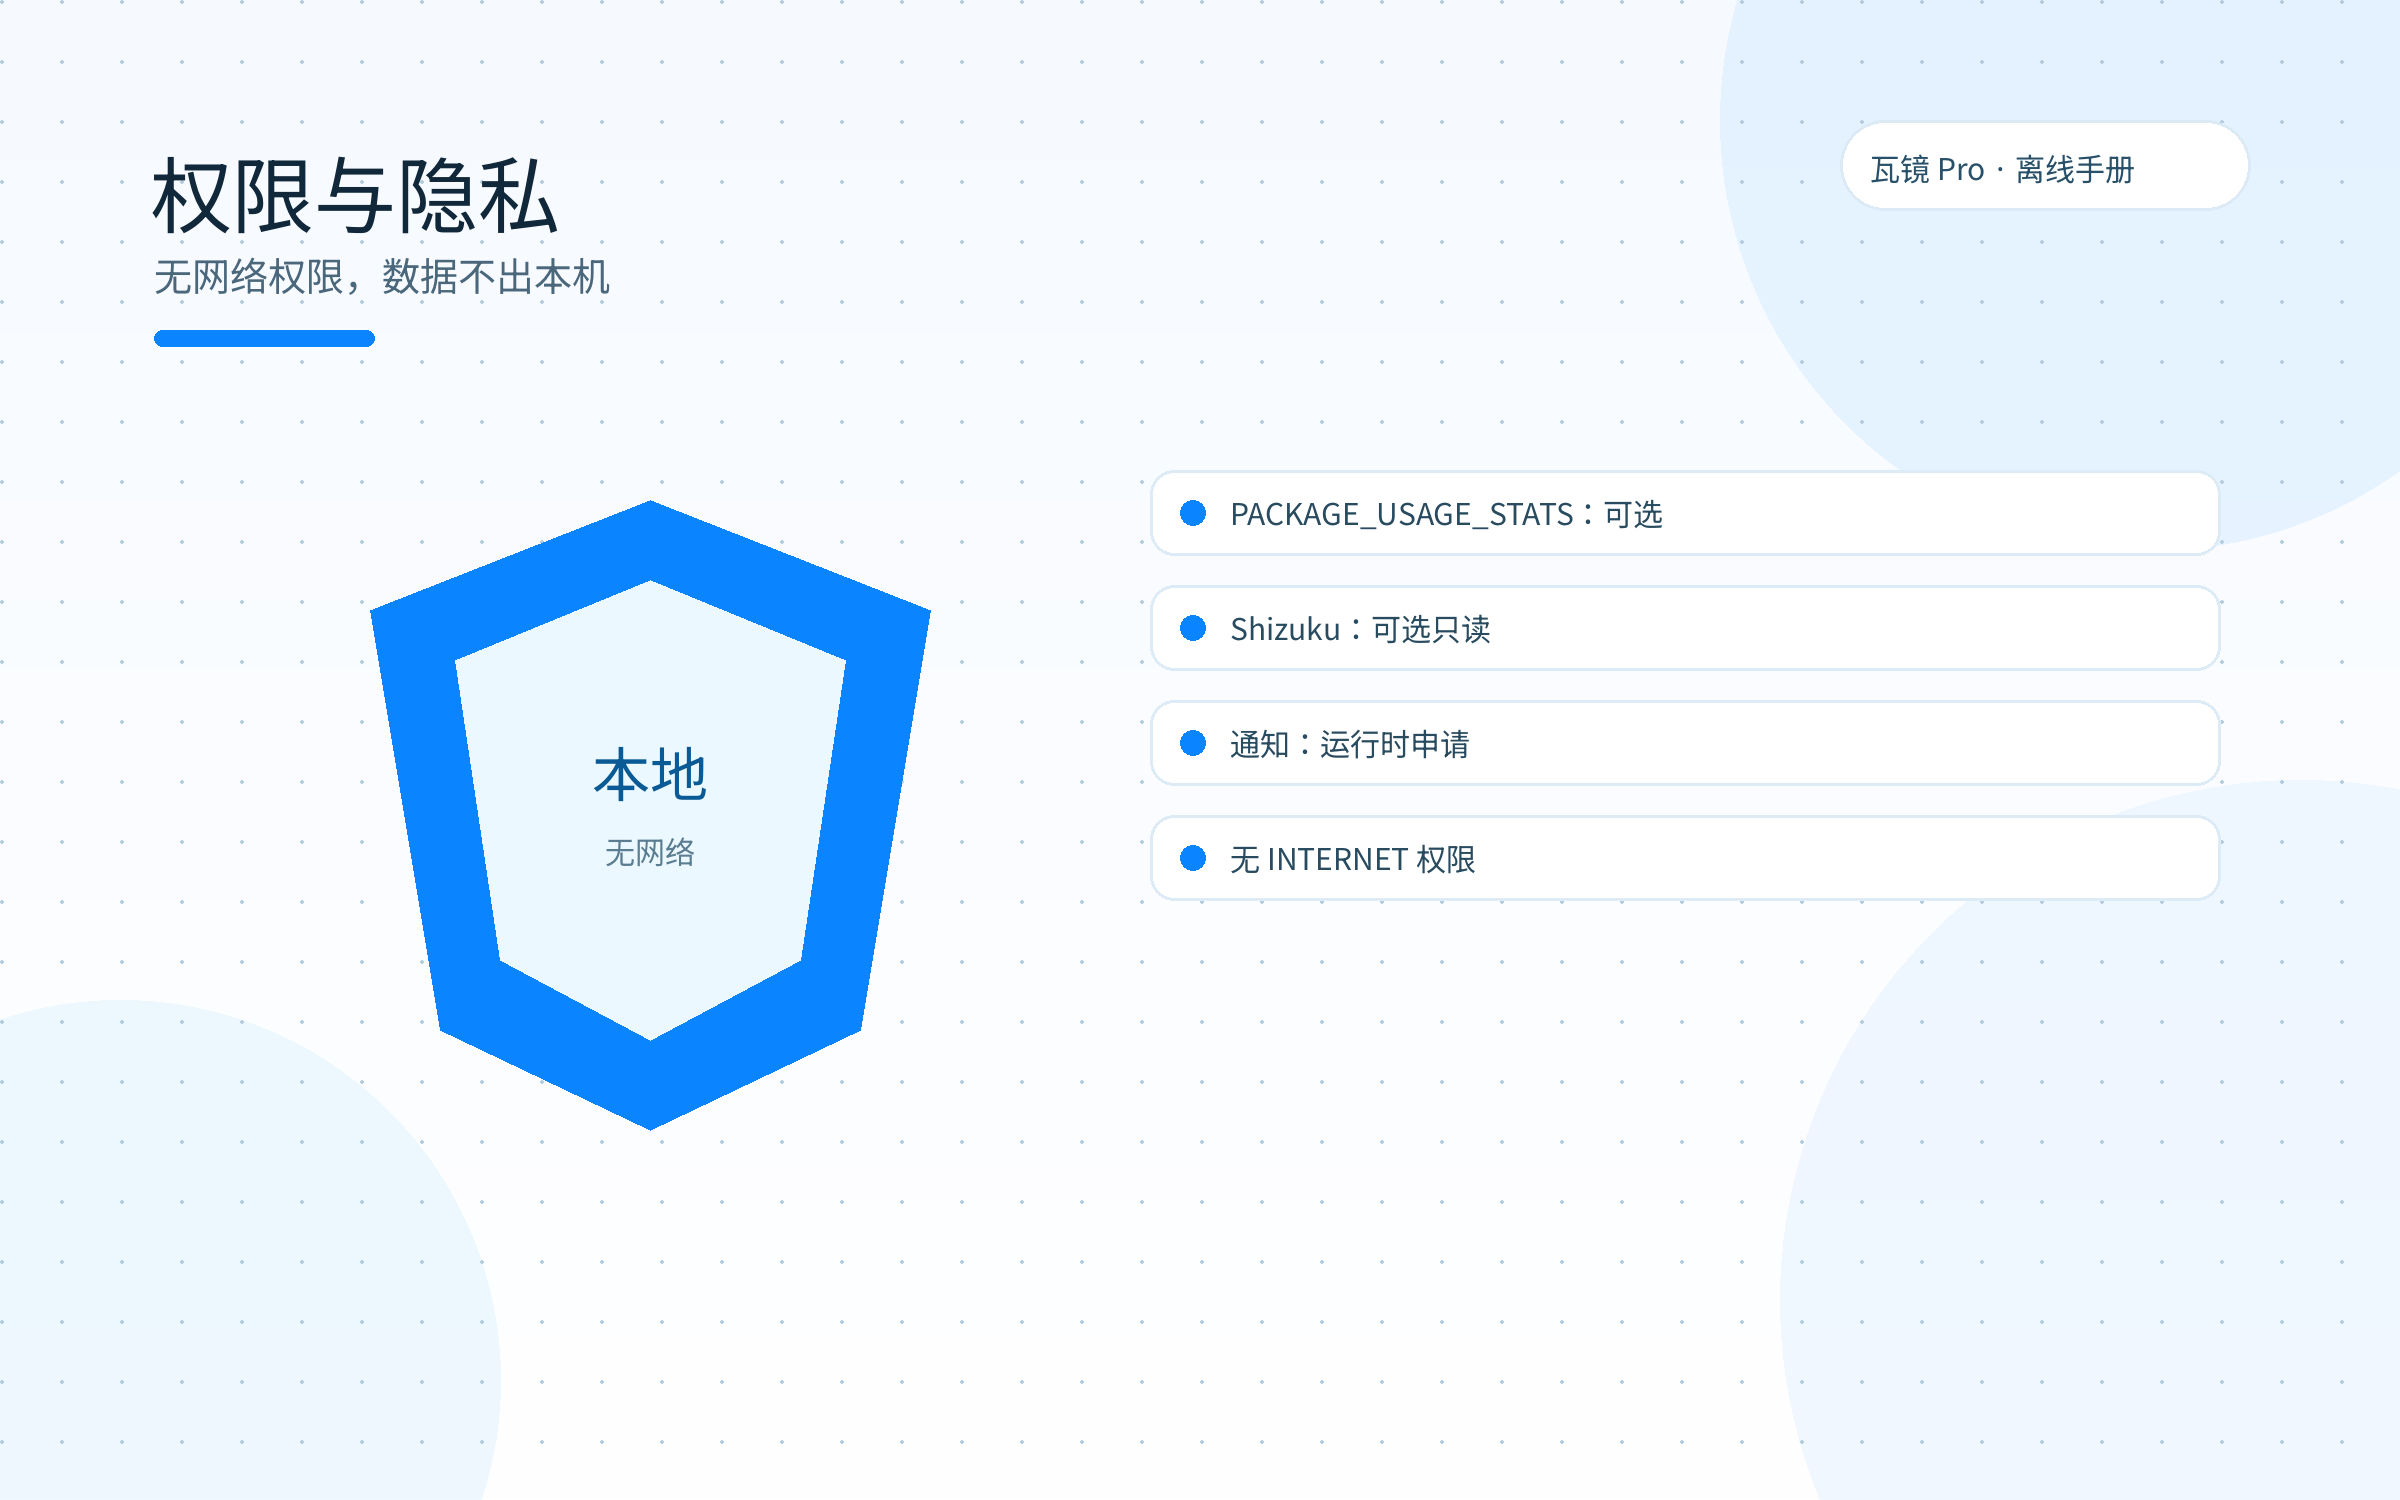 权限与隐私
无网络权限，数据不出本机
瓦镜 Pro · 离线手册
本地
无网络
PACKAGE_USAGE_STATS：可选
Shizuku：可选只读
通知：运行时申请
无 INTERNET 权限